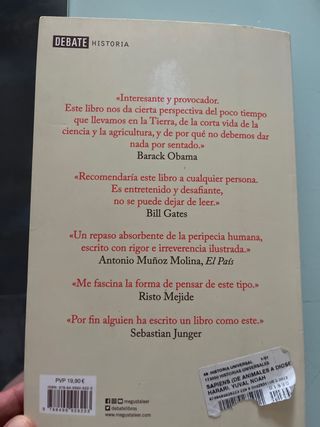 DEBATE HISTORIA
«Interesante y provocador.
Este libro nos da cierta perspectiva del poco tiempo
que llevamos en la Tierra, de la corta vida de la
ciencia y la agricultura, y de por qué no debemos dar
nada por sentado.»
Barack Obama
«Recomendaría este libro a cualquier persona.
Es entretenido y desafiante,
no se puede dejar de leer.»
Bill Gates
«Un repaso absorbente de la peripecia humana,
escrito con rigor e irreverencia ilustrada.»
Antonio Muñoz Molina, El País
«Me fascina la forma de pensar de este tipo.»
Risto Mejide
«Por fin alguien ha escrito un libro como este.»
Sebastian Junger
PVP 19,00 €
www.megustaleer.com
@debatelibros
megustaleer
HISTORIA UNIVERSAL
HISTORIAS UNIVERSALES
SAPIENS (DE ANIMALES A DIOSE
HARARI, YUVAL NOAH